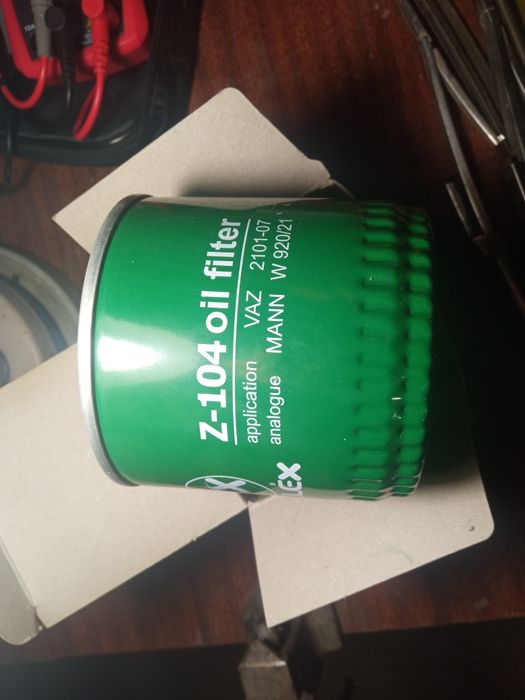 Z-104 oil filter
application VAZ 2101-07
analogue MANN W 920/21